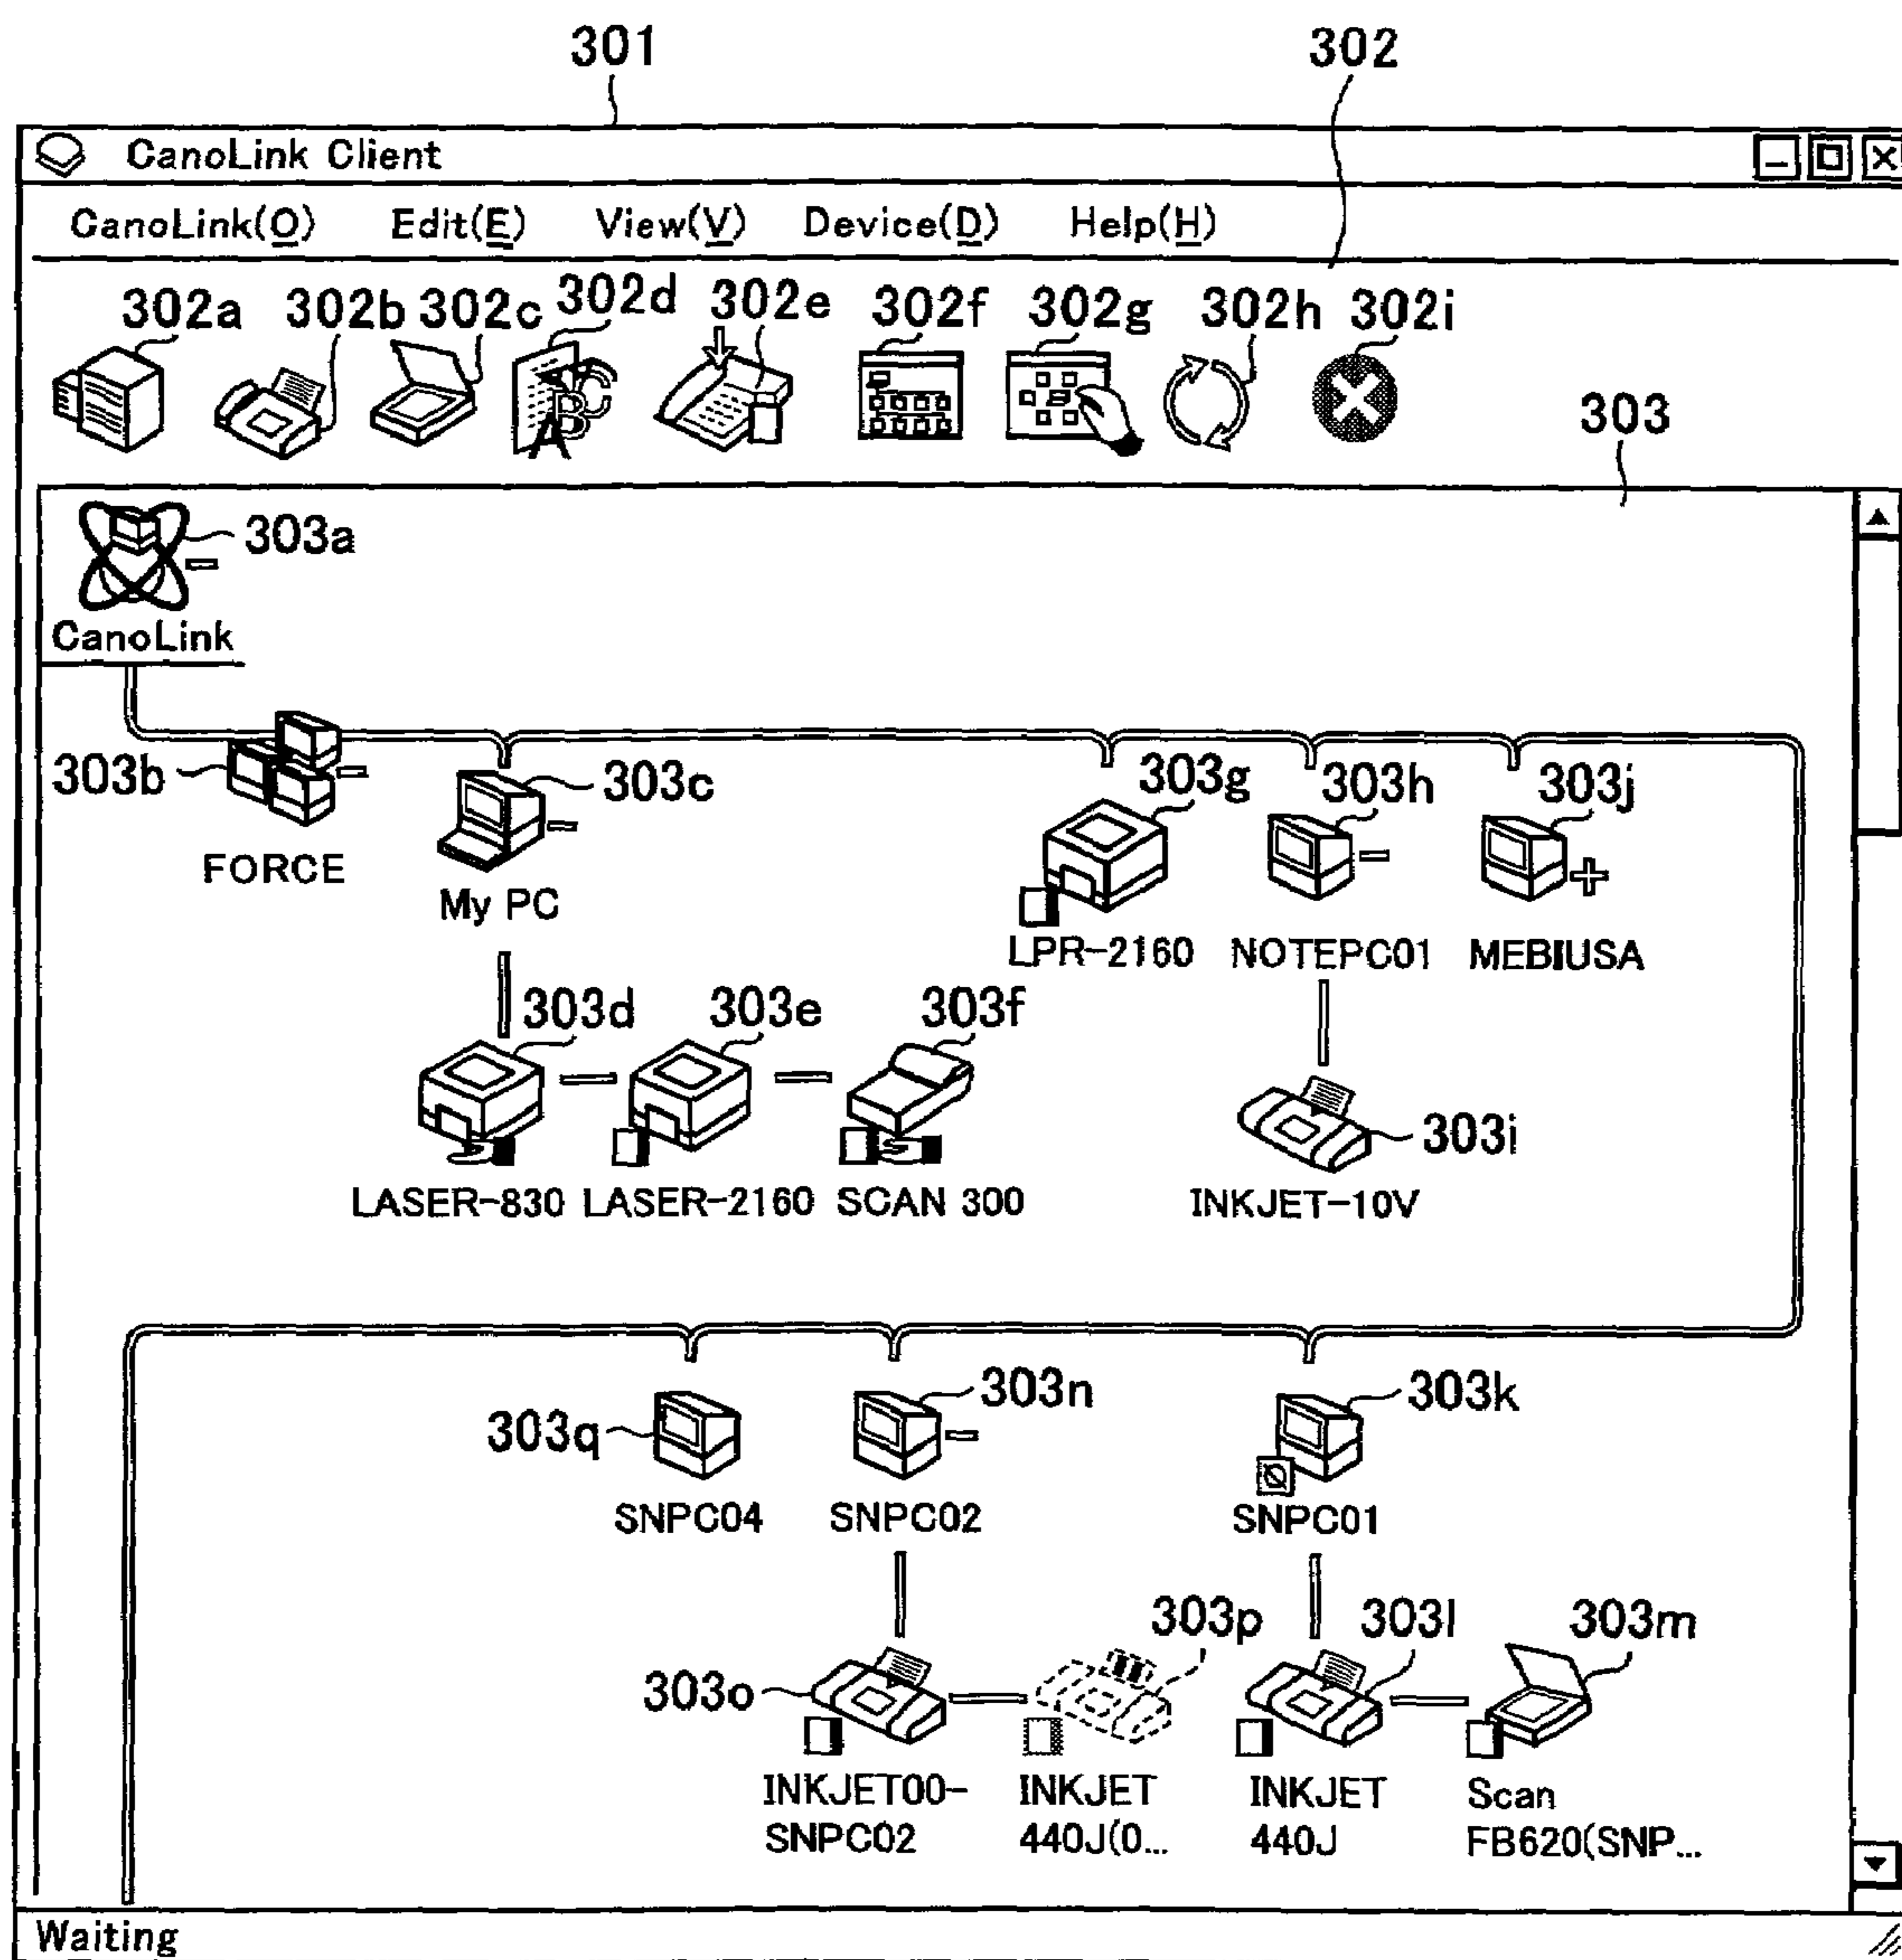 301 302
CanoLink Client
CanoLink(O) Edit(E) View(V) Device(D) Help(H)
302a 302b 302c 302d 302e 302f 302g 302h 302i
ABC
303
303a
CanoLink
303b 303c 303g 303h 303j
FORCE My PC LPR-2160 NOTEPC01 MEBIUSA
303d 303e 303f
303i
LASER-830 LASER-2160 SCAN 300 INKJET-10V
303q 303n 303k
SNPC04 SNPC02 SNPC01
303o 303p 303l 303m
INKJET00- INKJET INKJET Scan
SNPC02 440J(0... 440J FB620(SNP...
Waiting